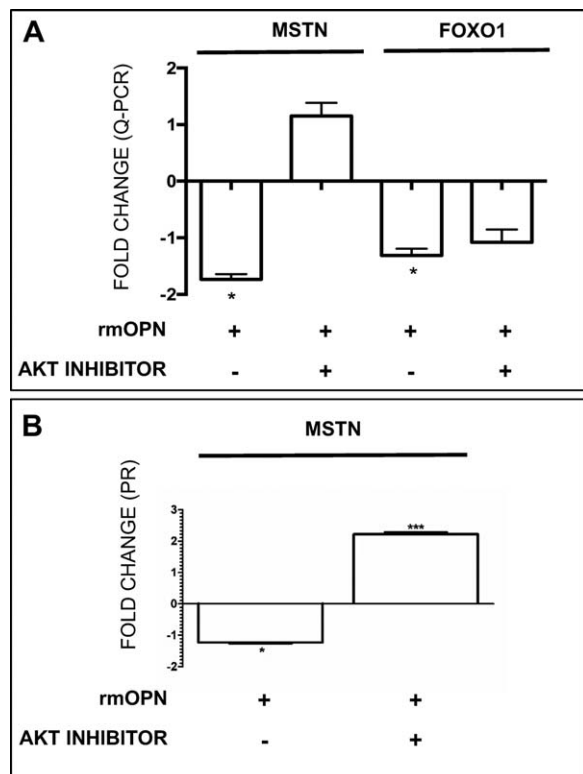 A
MSTN FOXO1
FOLD CHANGE (Q-PCR)
2
1
0
-1
-2
* *
rmOPN + + + +
AKT INHIBITOR - + - +
B
MSTN
FOLD CHANGE (PR)
3
2
1
0
-1
-2
***
*
rmOPN + +
AKT INHIBITOR - +